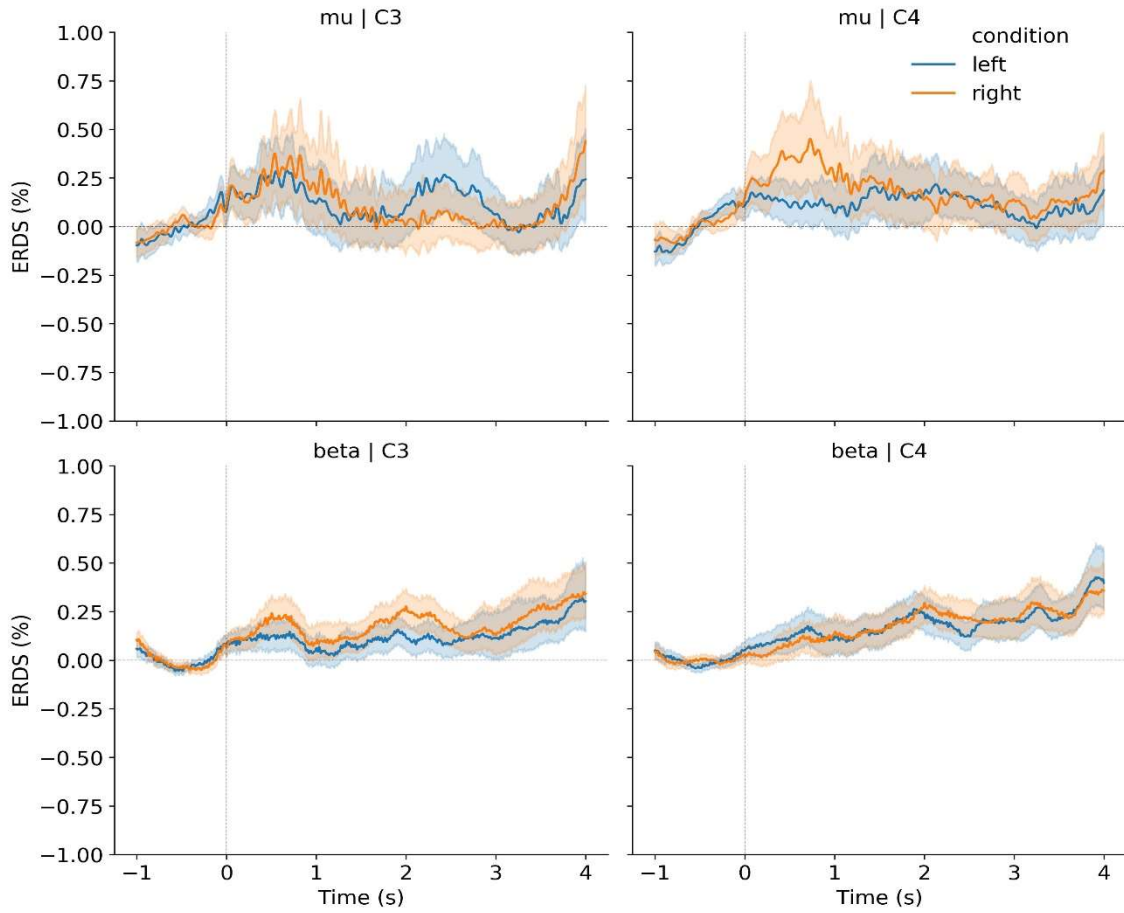 mu | C3
mu | C4
condition
left
right
1.00
0.75
0.50
0.25
0.00
−0.25
−0.50
−0.75
−1.00
ERDS (%)
beta | C3
beta | C4
1.00
0.75
0.50
0.25
0.00
−0.25
−0.50
−0.75
−1.00
ERDS (%)
−1 0 1 2 3 4
−1 0 1 2 3 4
Time (s)
Time (s)